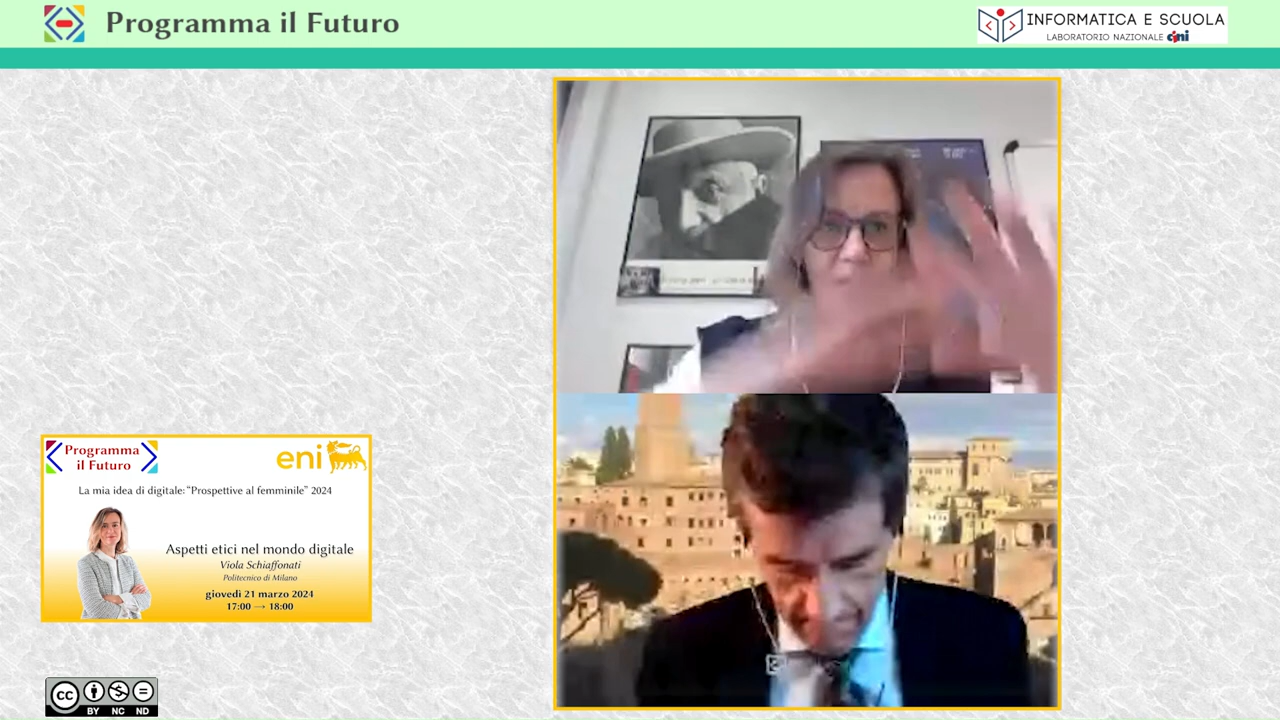 Programma il Futuro
INFORMATICA E SCUOLA
LABORATORIO NAZIONALE cini
Programma
il Futuro
eni
La mia idea di digitale: “Prospettive al femminile” 2024
Aspetti etici nel mondo digitale
Viola Schiaffonati
Politecnico di Milano
giovedì 21 marzo 2024
17:00 → 18:00
cc
BY NC ND